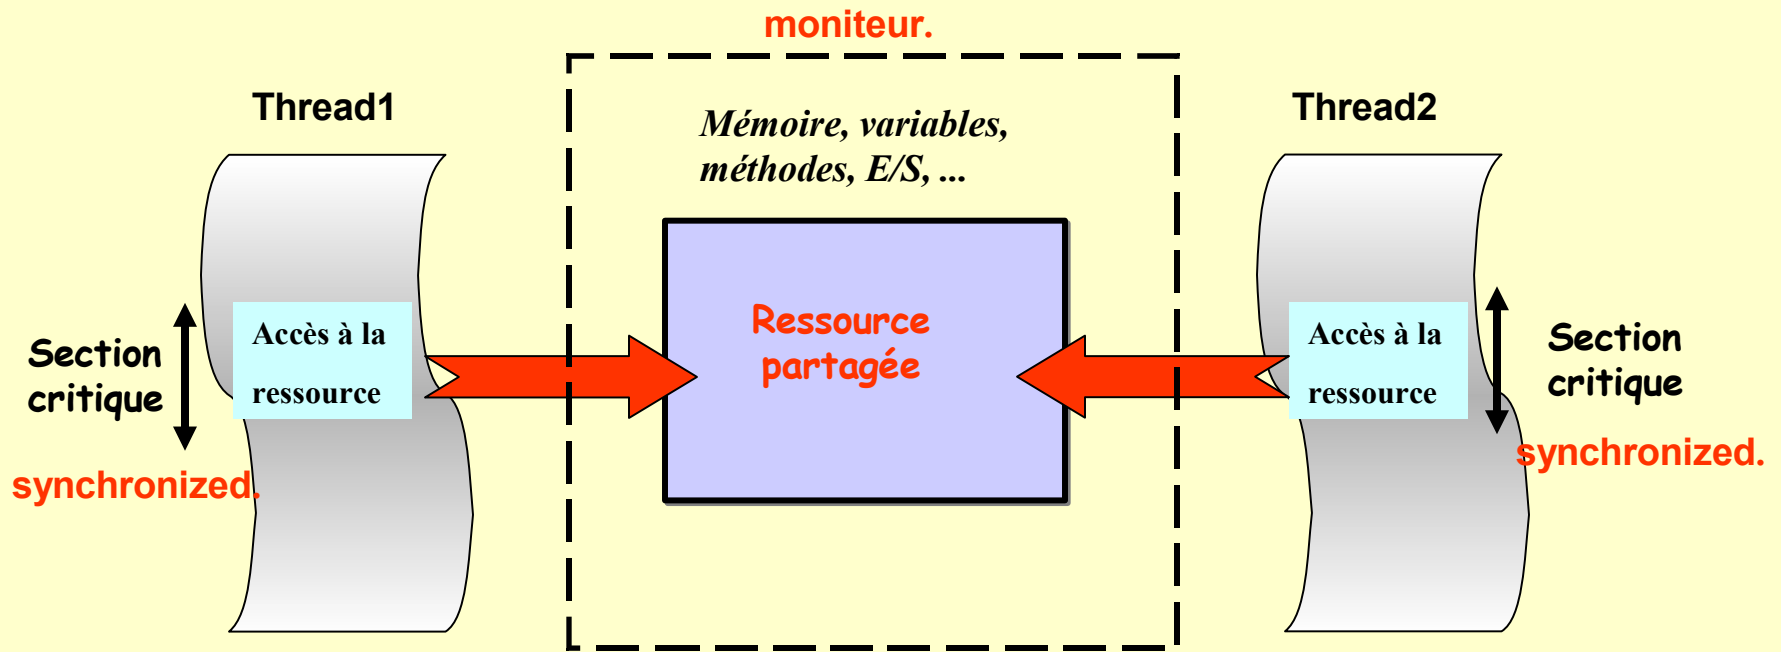 moniteur.
Thread1
Mémoire, variables,
méthodes, E/S, ...
Thread2
Section
critique
synchronized.
Accès à la
ressource
Ressource
partagée
Accès à la
ressource
Section
critique
synchronized.